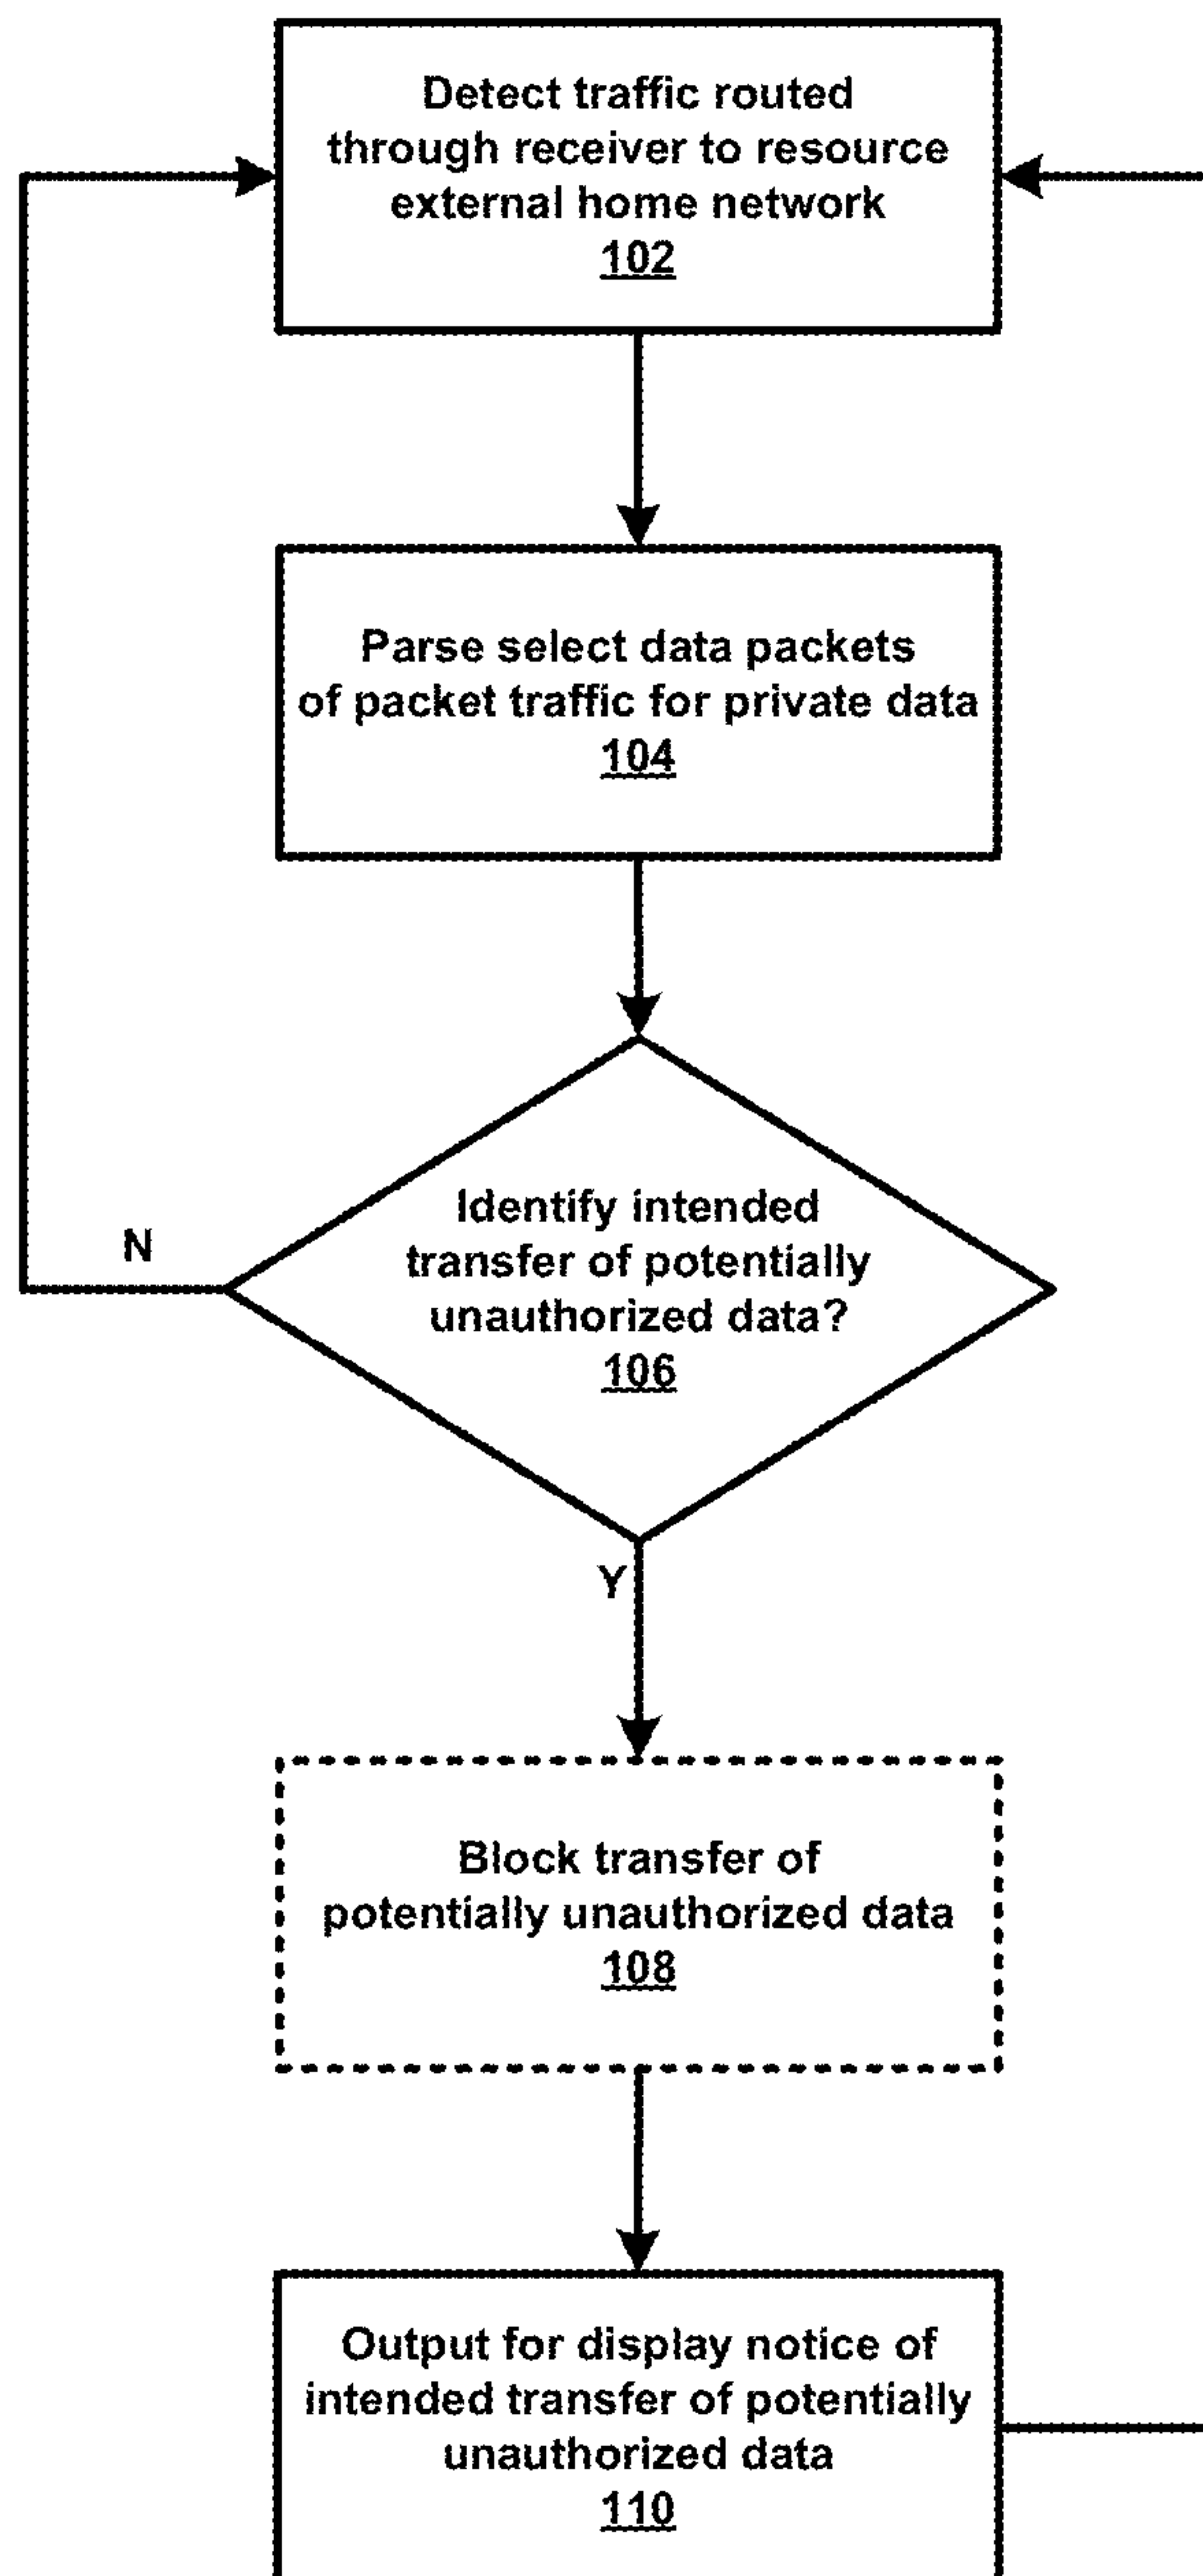 Detect traffic routed
through receiver to resource
external home network
102
Parse select data packets
of packet traffic for private data
104
Identify intended
transfer of potentially
unauthorized data?
106
N
Y
Block transfer of
potentially unauthorized data
108
Output for display notice of
intended transfer of potentially
unauthorized data
110